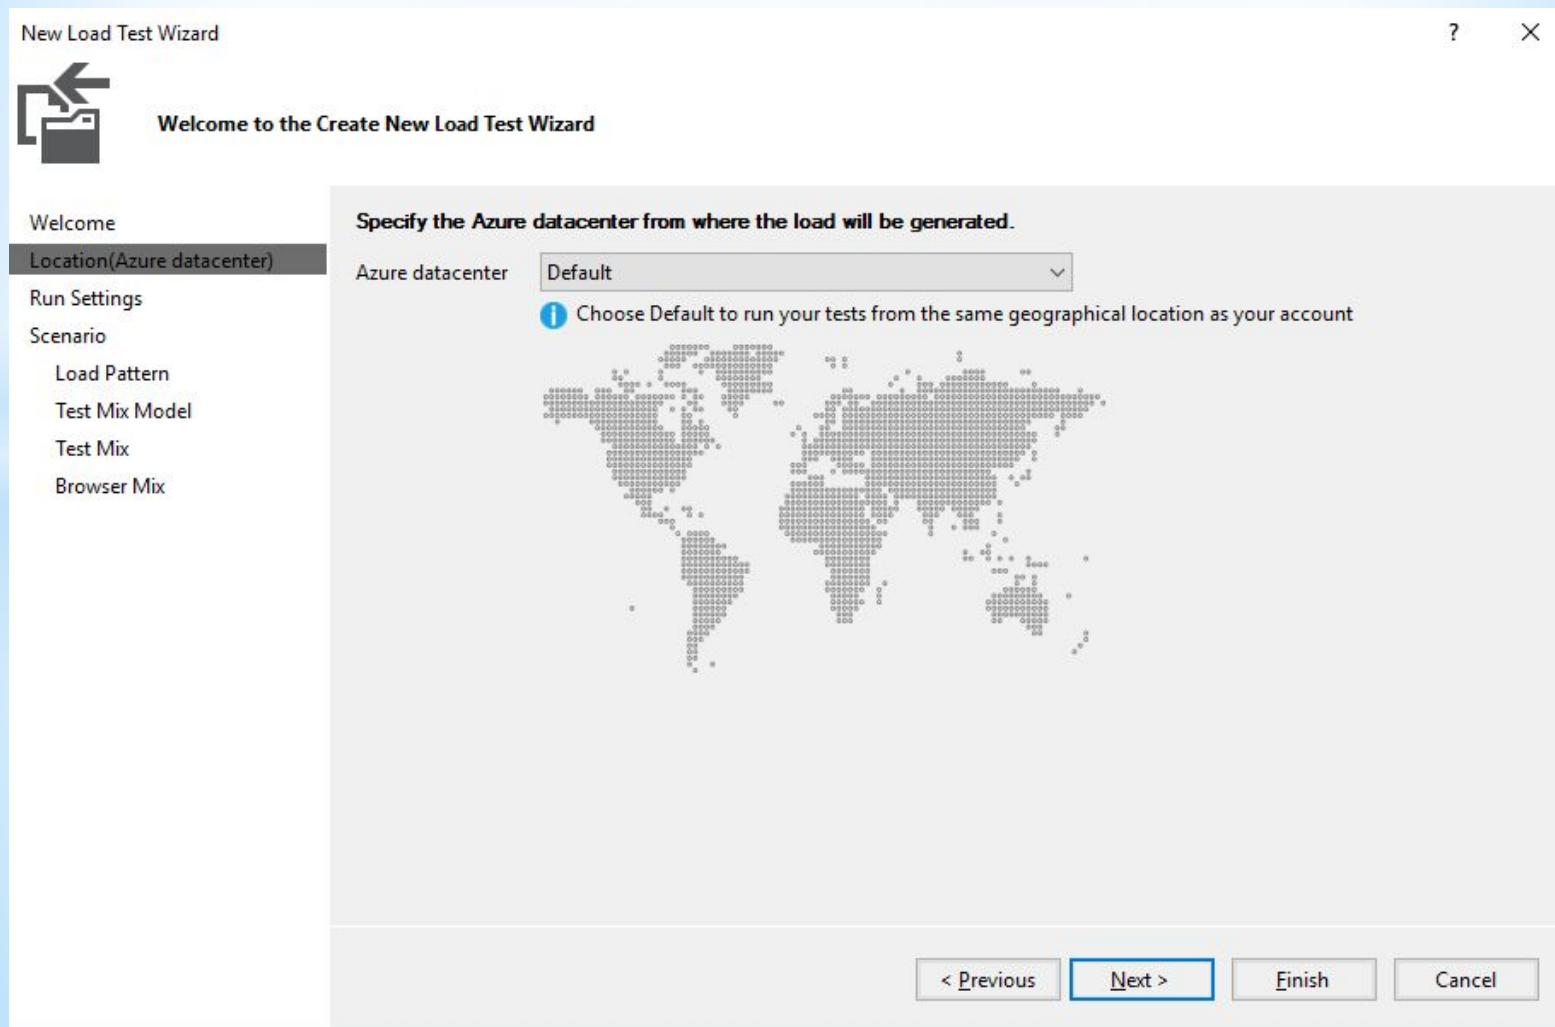 New Load Test Wizard
?
Welcome to the Create New Load Test Wizard
Welcome
Location(Azure datacenter)
Run Settings
Scenario
Load Pattern
Test Mix Model
Test Mix
Browser Mix
Specify the Azure datacenter from where the load will be generated.
Azure datacenter Default
Choose Default to run your tests from the same geographical location as your account
< Previous Next > Finish Cancel